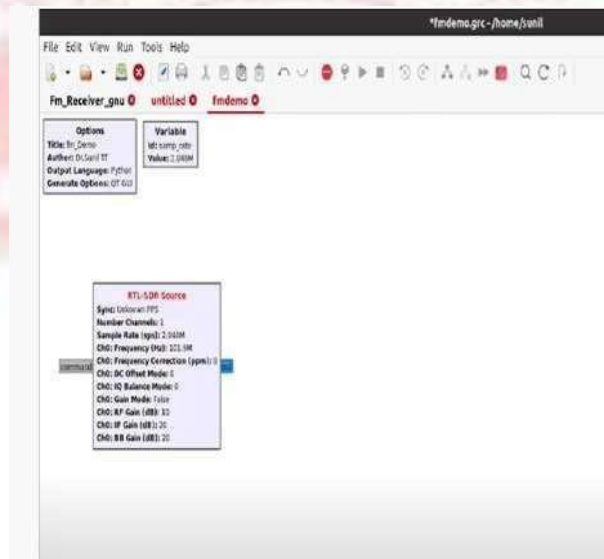 *fmdemo.grc - /home/sunil
File Edit View Run Tools Help
Fm_Receiver_gnu untitled fmdemo
Options
Title: fm_Demo
Author: Dr.Sunil TT
Output Language: Python
Generate Options: QT GUI
Variable
Id: samp_rate
Value: 2.048M
RTL-SDR Source
Sync: Unknown PPS
Number Channels: 1
Sample Rate (sps): 2.048M
Ch0: Frequency (Hz): 101.9M
Ch0: Frequency Correction (ppm): 0
Ch0: DC Offset Mode: 0
Ch0: IQ Balance Mode: 0
Ch0: Gain Mode: False
Ch0: RF Gain (dB): 10
Ch0: IF Gain (dB): 20
Ch0: BB Gain (dB): 20
command
out